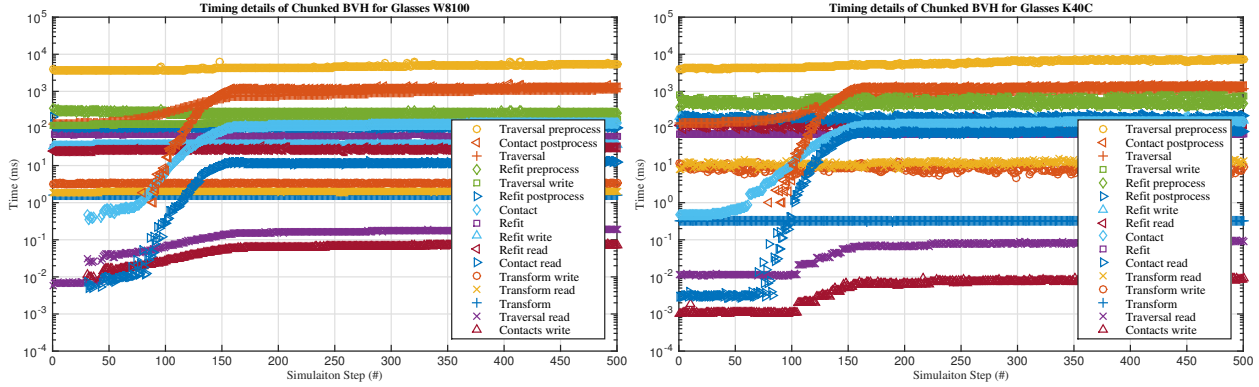 Timing details of Chunked BVH for Glasses W8100
10^5
10^4
10^3
10^2
10^1
10^0
10^-1
10^-2
10^-3
10^-4
Time (ms)
0 50 100 150 200 250 300 350 400 450 500
Simulaiton Step (#)
Traversal preprocess
Contact postprocess
Traversal
Refit preprocess
Traversal write
Refit postprocess
Contact
Refit
Refit write
Refit read
Contact read
Transform write
Transform read
Transform
Traversal read
Contacts write
Timing details of Chunked BVH for Glasses K40C
10^5
10^4
10^3
10^2
10^1
10^0
10^-1
10^-2
10^-3
10^-4
Time (ms)
0 50 100 150 200 250 300 350 400 450 500
Simulaiton Step (#)
Traversal preprocess
Contact postprocess
Traversal
Traversal write
Refit preprocess
Refit postprocess
Refit write
Refit read
Contact
Refit
Contact read
Transform read
Transform write
Transform
Traversal read
Contacts write